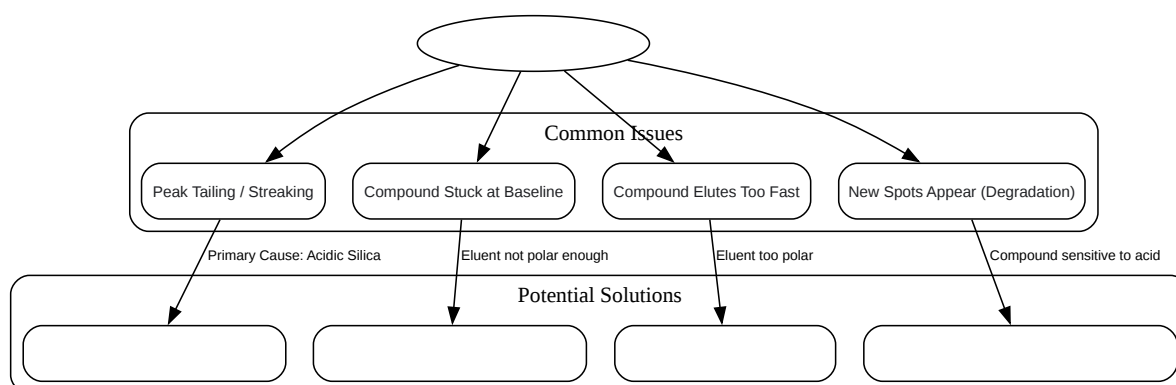 Common Issues
Peak Tailing / Streaking
Compound Stuck at Baseline
Compound Elutes Too Fast
New Spots Appear (Degradation)
Primary Cause: Acidic Silica
Eluent not polar enough
Eluent too polar
Compound sensitive to acid
Potential Solutions